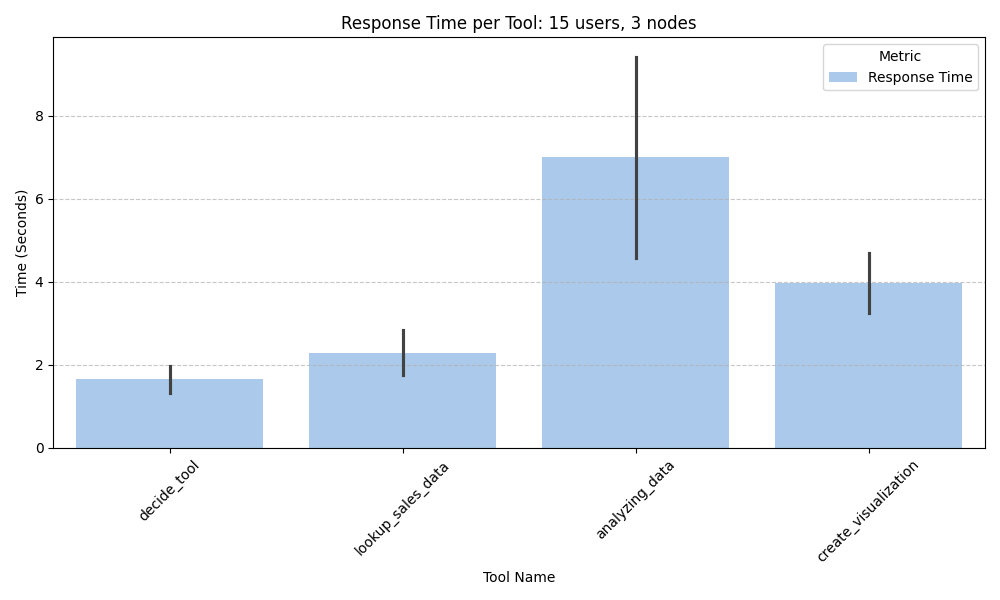 Response Time per Tool: 15 users, 3 nodes
Metric
Response Time
Time (Seconds)
8
6
4
2
0
decide_tool
lookup_sales_data
analyzing_data
create_visualization
Tool Name